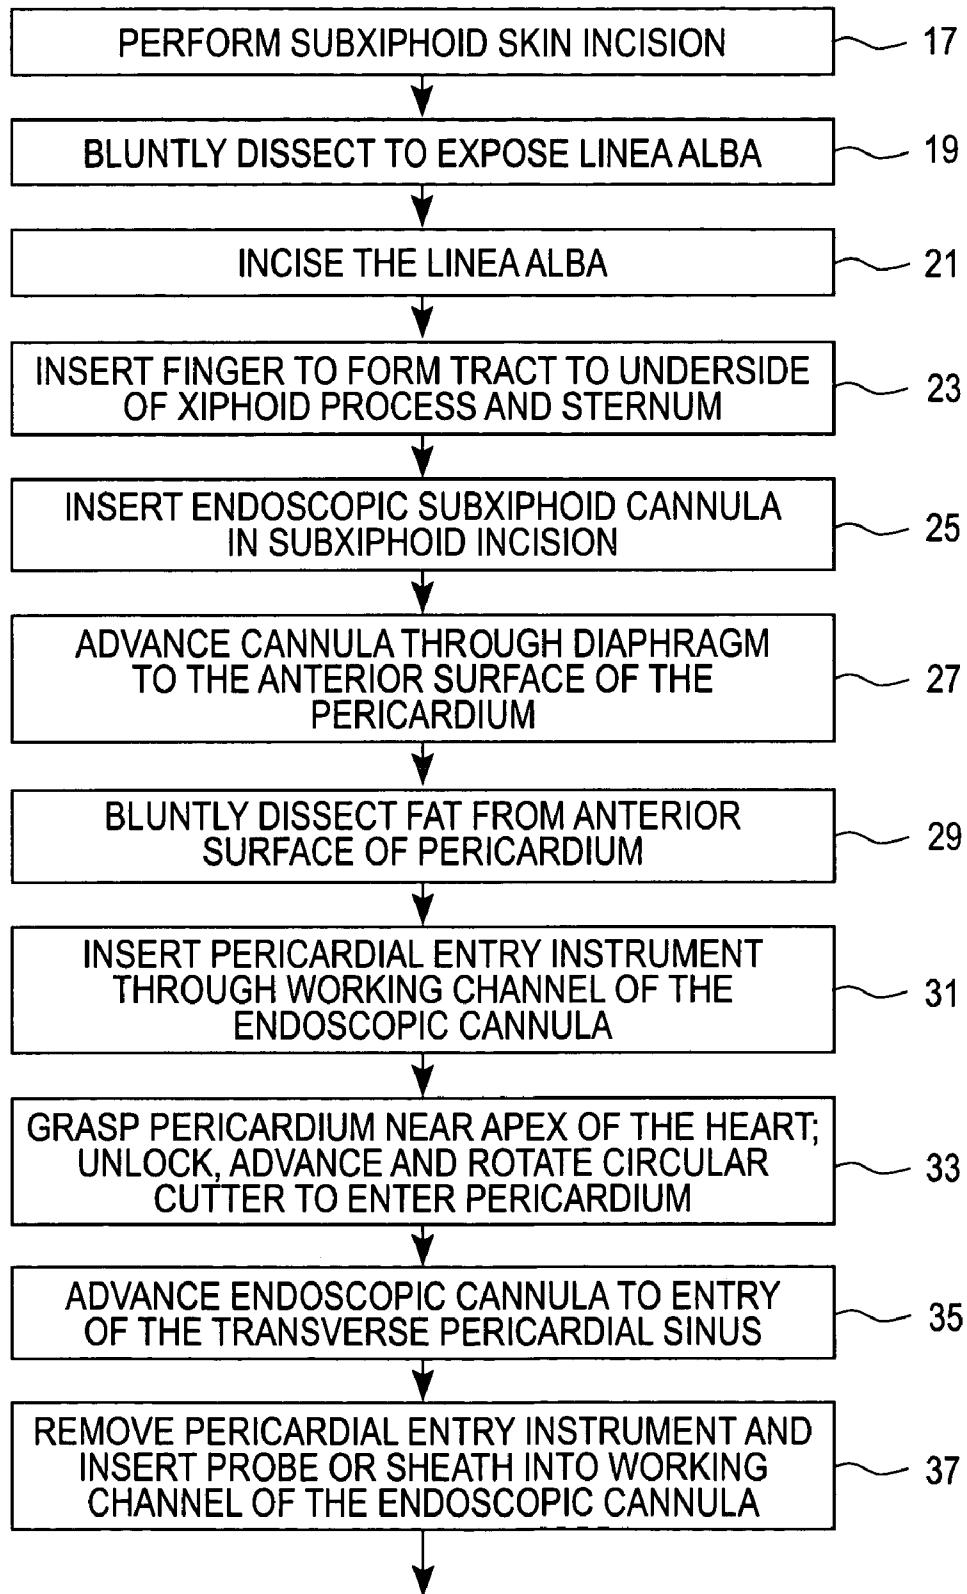 PERFORM SUBXIPHOID SKIN INCISION
17
BLUNTLY DISSECT TO EXPOSE LINEA ALBA
19
INCISE THE LINEA ALBA
21
INSERT FINGER TO FORM TRACT TO UNDERSIDE
OF XIPHOID PROCESS AND STERNUM
23
INSERT ENDOSCOPIC SUBXIPHOID CANNULA
IN SUBXIPHOID INCISION
25
ADVANCE CANNULA THROUGH DIAPHRAGM
TO THE ANTERIOR SURFACE OF THE
PERICARDIUM
27
BLUNTLY DISSECT FAT FROM ANTERIOR
SURFACE OF PERICARDIUM
29
INSERT PERICARDIAL ENTRY INSTRUMENT
THROUGH WORKING CHANNEL OF THE
ENDOSCOPIC CANNULA
31
GRASP PERICARDIUM NEAR APEX OF THE HEART;
UNLOCK, ADVANCE AND ROTATE CIRCULAR
CUTTER TO ENTER PERICARDIUM
33
ADVANCE ENDOSCOPIC CANNULA TO ENTRY
OF THE TRANSVERSE PERICARDIAL SINUS
35
REMOVE PERICARDIAL ENTRY INSTRUMENT AND
INSERT PROBE OR SHEATH INTO WORKING
CHANNEL OF THE ENDOSCOPIC CANNULA
37